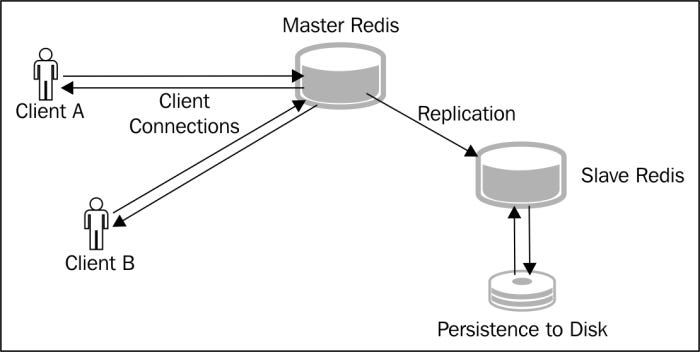 Master Redis
Client A
Client
Connections
Replication
Slave Redis
Client B
Persistence to Disk